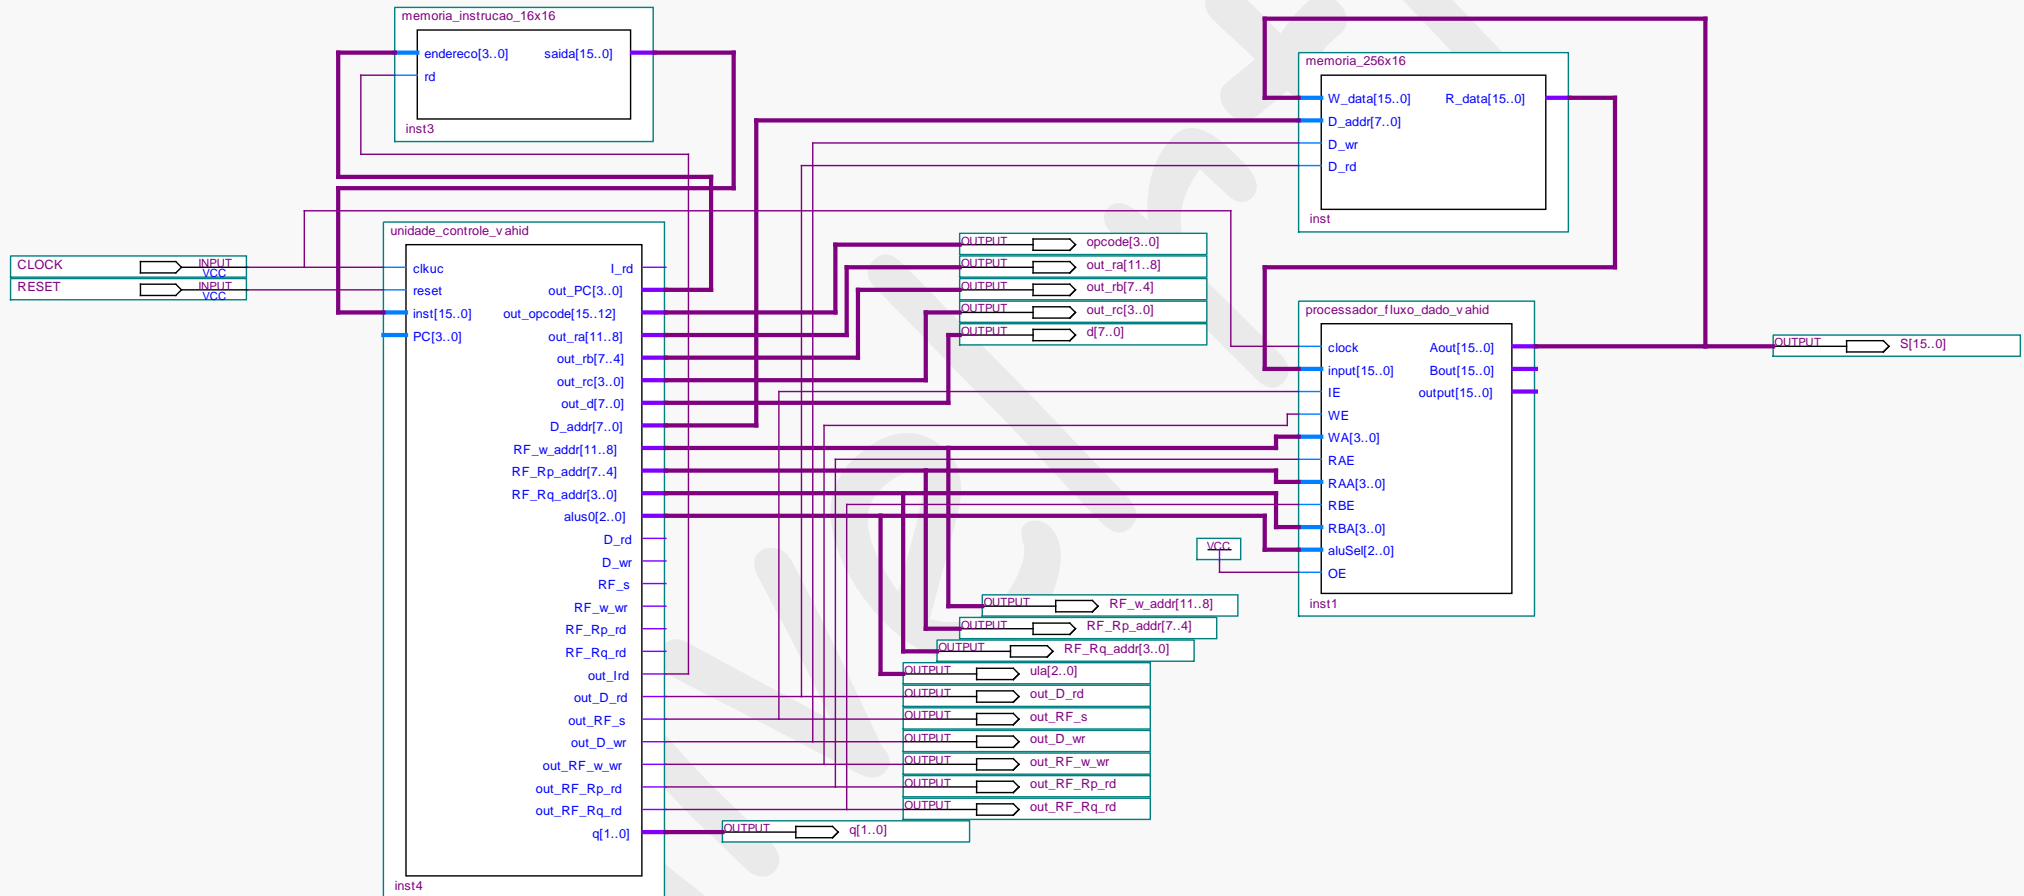 memoria_instrucao_16x16
endereco[3..0] saida[15..0]
rd
inst3
memoria_256x16
W_data[15..0] R_data[15..0]
D_addr[7..0]
D_wr
D_rd
inst
CLOCK INPUT
VCC
RESET INPUT
VCC
unidade_controle_vahid
clkuc I_rd
reset out_PC[3..0]
inst[15..0] out_opcode[15..12]
PC[3..0] out_ra[11..8]
out_rb[7..4]
out_rc[3..0]
out_d[7..0]
D_addr[7..0]
RF_w_addr[11..8]
RF_Rp_addr[7..4]
RF_Rq_addr[3..0]
alus0[2..0]
D_rd
D_wr
RF_s
RF_w_wr
RF_Rp_rd
RF_Rq_rd
out_Ird
out_D_rd
out_RF_s
out_D_wr
out_RF_w_wr
out_RF_Rp_rd
out_RF_Rq_rd
q[1..0]
inst4
OUTPUT opcode[3..0]
OUTPUT out_ra[11..8]
OUTPUT out_rb[7..4]
OUTPUT out_rc[3..0]
OUTPUT d[7..0]
processador_fluxo_dado_vahid
clock Aout[15..0]
input[15..0] Bout[15..0]
IE output[15..0]
WE
WA[3..0]
RAE
RAA[3..0]
RBE
RBA[3..0]
aluSel[2..0]
OE
inst1
VCC
OUTPUT S[15..0]
OUTPUT RF_w_addr[11..8]
OUTPUT RF_Rp_addr[7..4]
OUTPUT RF_Rq_addr[3..0]
OUTPUT ula[2..0]
OUTPUT out_D_rd
OUTPUT out_RF_s
OUTPUT out_D_wr
OUTPUT out_RF_w_wr
OUTPUT out_RF_Rp_rd
OUTPUT out_RF_Rq_rd
OUTPUT q[1..0]